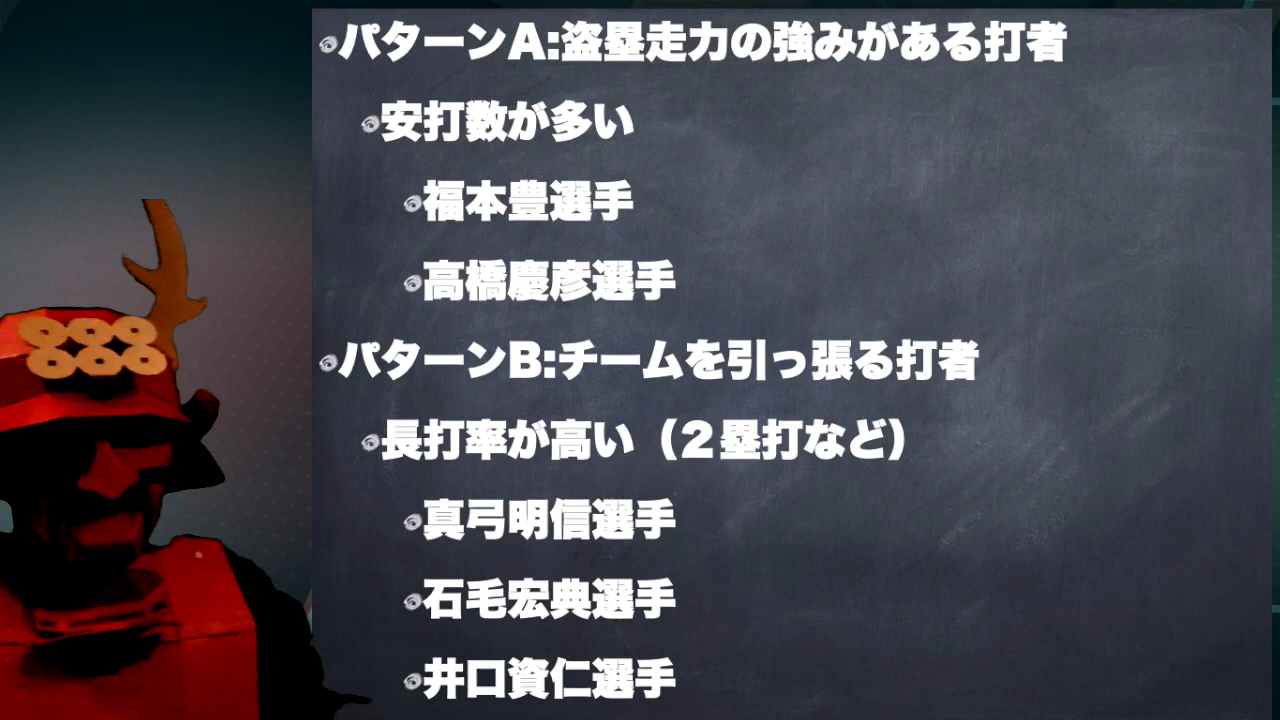 パターンA:盗塁走力の強みがある打者
安打数が多い
福本豊選手
高橋慶彦選手
パターンB:チームを引っ張る打者
長打率が高い（２塁打など）
真弓明信選手
石毛宏典選手
井口資仁選手